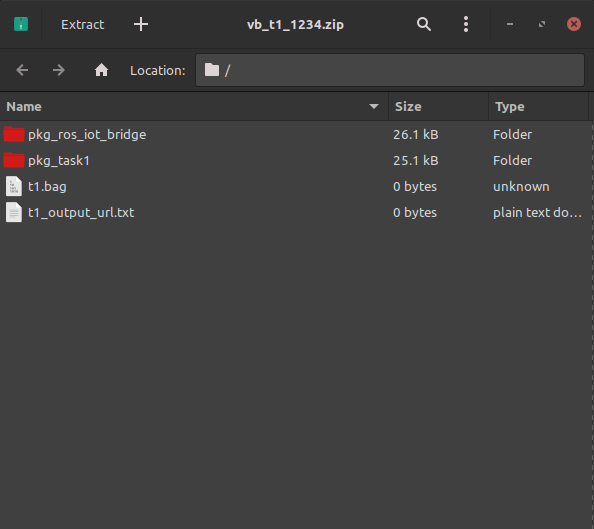 Extract vb_t1_1234.zip
Location: /
Name Size Type
pkg_ros_iot_bridge 26.1 kB Folder
pkg_task1 25.1 kB Folder
t1.bag 0 bytes unknown
t1_output_url.txt 0 bytes plain text do...